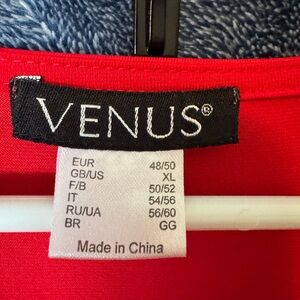 VENUS®
EUR 48/50
GB/US XL
F/B 50/52
IT 54/56
RU/UA 56/60
BR GG
Made in China